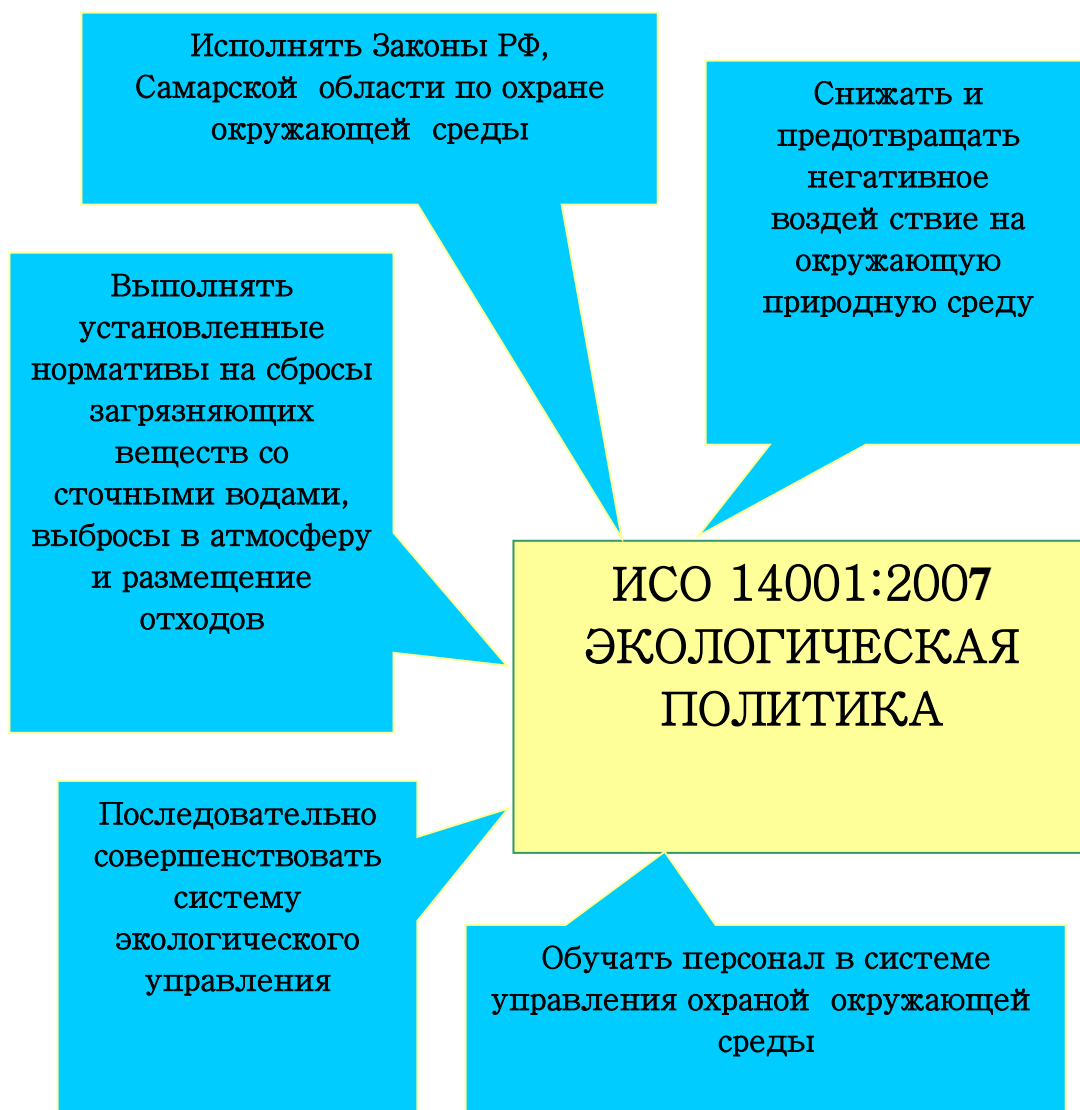 Исполнять Законы РФ,
Самарской области по охране
окружающей среды
Снижать и
предотвращать
негативное
воздей ствие на
окружающую
природную среду
Выполнять
установленные
нормативы на сбросы
загрязняющих
веществ со
сточными водами,
выбросы в атмосферу
и размещение
отходов
ИСО 14001:2007
ЭКОЛОГИЧЕСКАЯ
ПОЛИТИКА
Последовательно
совершенствовать
систему
экологического
управления
Обучать персонал в системе
управления охраной окружающей
среды